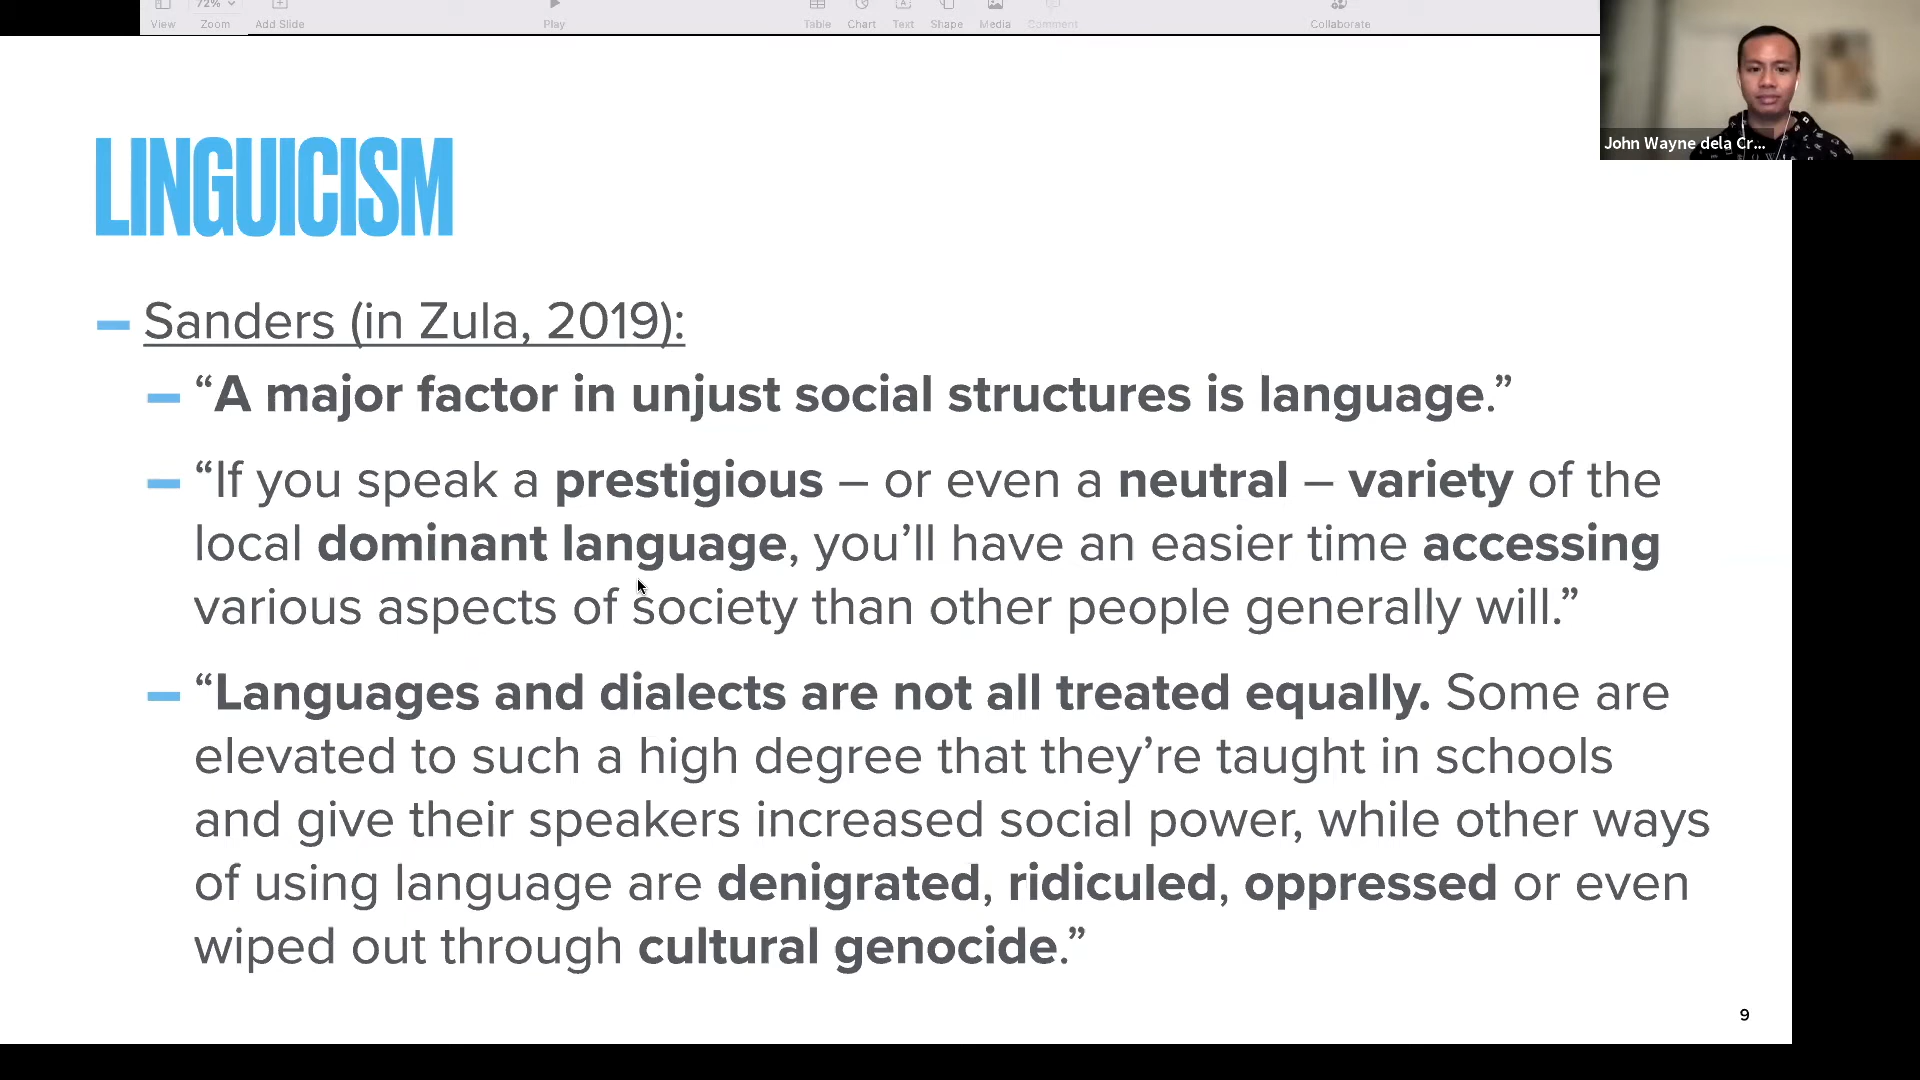 72%
View
Zoom
Add Slide
Play
Table
Chart
Text
Shape
Media
Comment
Collaborate
John Wayne dela Cr...
LINGUICISM
– Sanders (in Zula, 2019):
– “A major factor in unjust social structures is language.”
– “If you speak a prestigious – or even a neutral – variety of the
local dominant language, you’ll have an easier time accessing
various aspects of society than other people generally will.”
– “Languages and dialects are not all treated equally. Some are
elevated to such a high degree that they’re taught in schools
and give their speakers increased social power, while other ways
of using language are denigrated, ridiculed, oppressed or even
wiped out through cultural genocide.”
9